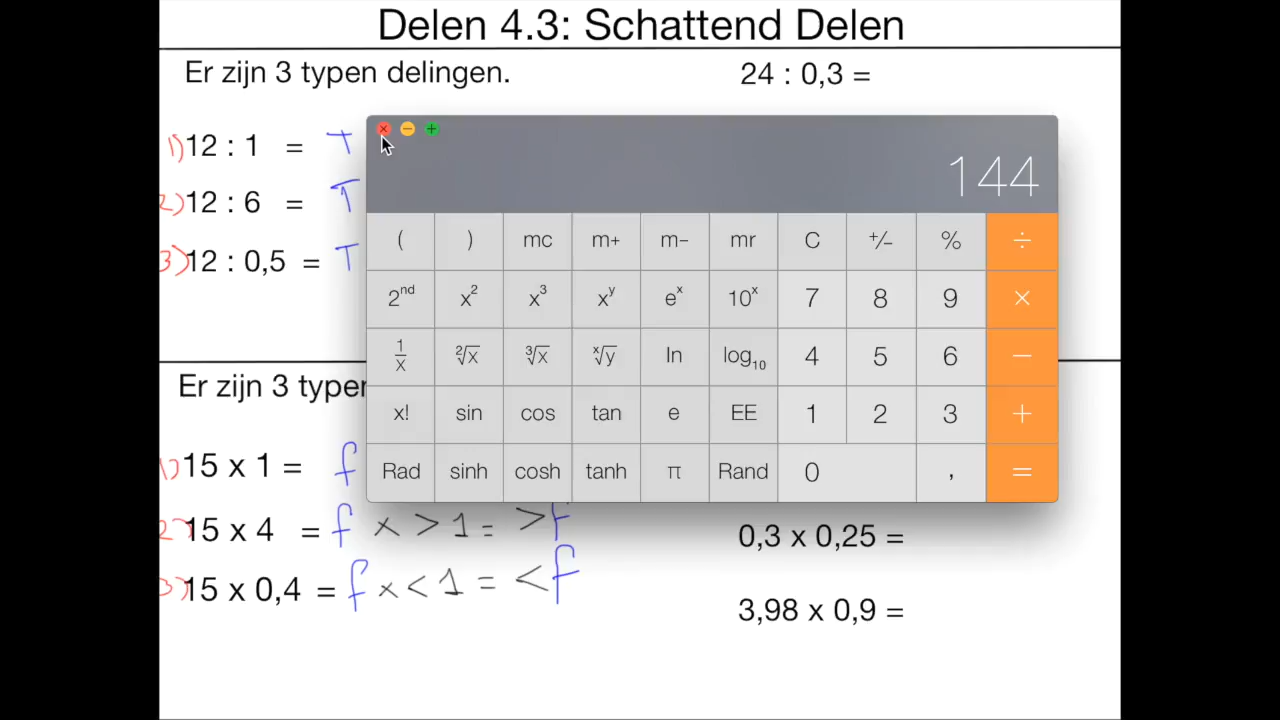 Delen 4.3: Schattend Delen
Er zijn 3 typen delingen.
24 : 0,3 =
1) 12 : 1 = T
2) 12 : 6 = T
3) 12 : 0,5 = T
144
( ) mc m+ m− mr C +/− % ÷
2nd x² x³ xʸ eˣ 10ˣ 7 8 9 ×
1/x ²√x ³√x ˣ√y ln log₁₀ 4 5 6 −
x! sin cos tan e EE 1 2 3 +
Rad sinh cosh tanh π Rand 0 , =
Er zijn 3 typer
1) 15 x 1 = f
2) 15 x 4 = f x > 1 = > f
3) 15 x 0,4 = f x < 1 = < f
0,3 x 0,25 =
3,98 x 0,9 =